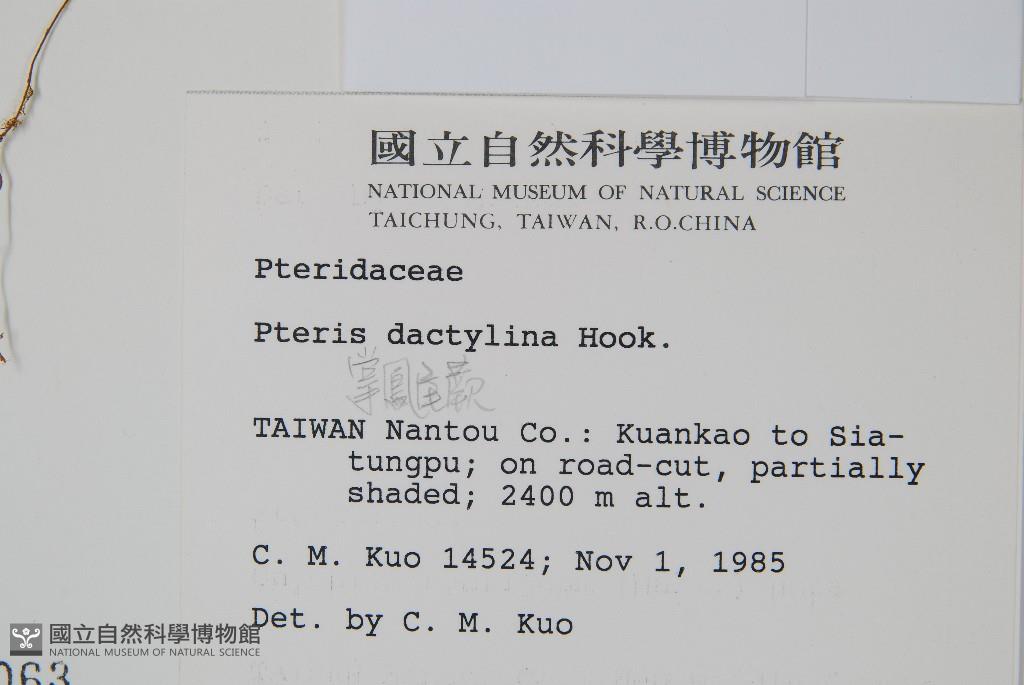 國立自然科學博物館
NATIONAL MUSEUM OF NATURAL SCIENCE
TAICHUNG, TAIWAN, R.O.CHINA
Pteridaceae
Pteris dactylina Hook.
掌鳳尾蕨
TAIWAN Nantou Co.: Kuankao to Sia-
tungpu; on road-cut, partially
shaded; 2400 m alt.
C. M. Kuo 14524; Nov 1, 1985
Det. by C. M. Kuo
國立自然科學博物館
NATIONAL MUSEUM OF NATURAL SCIENCE
063